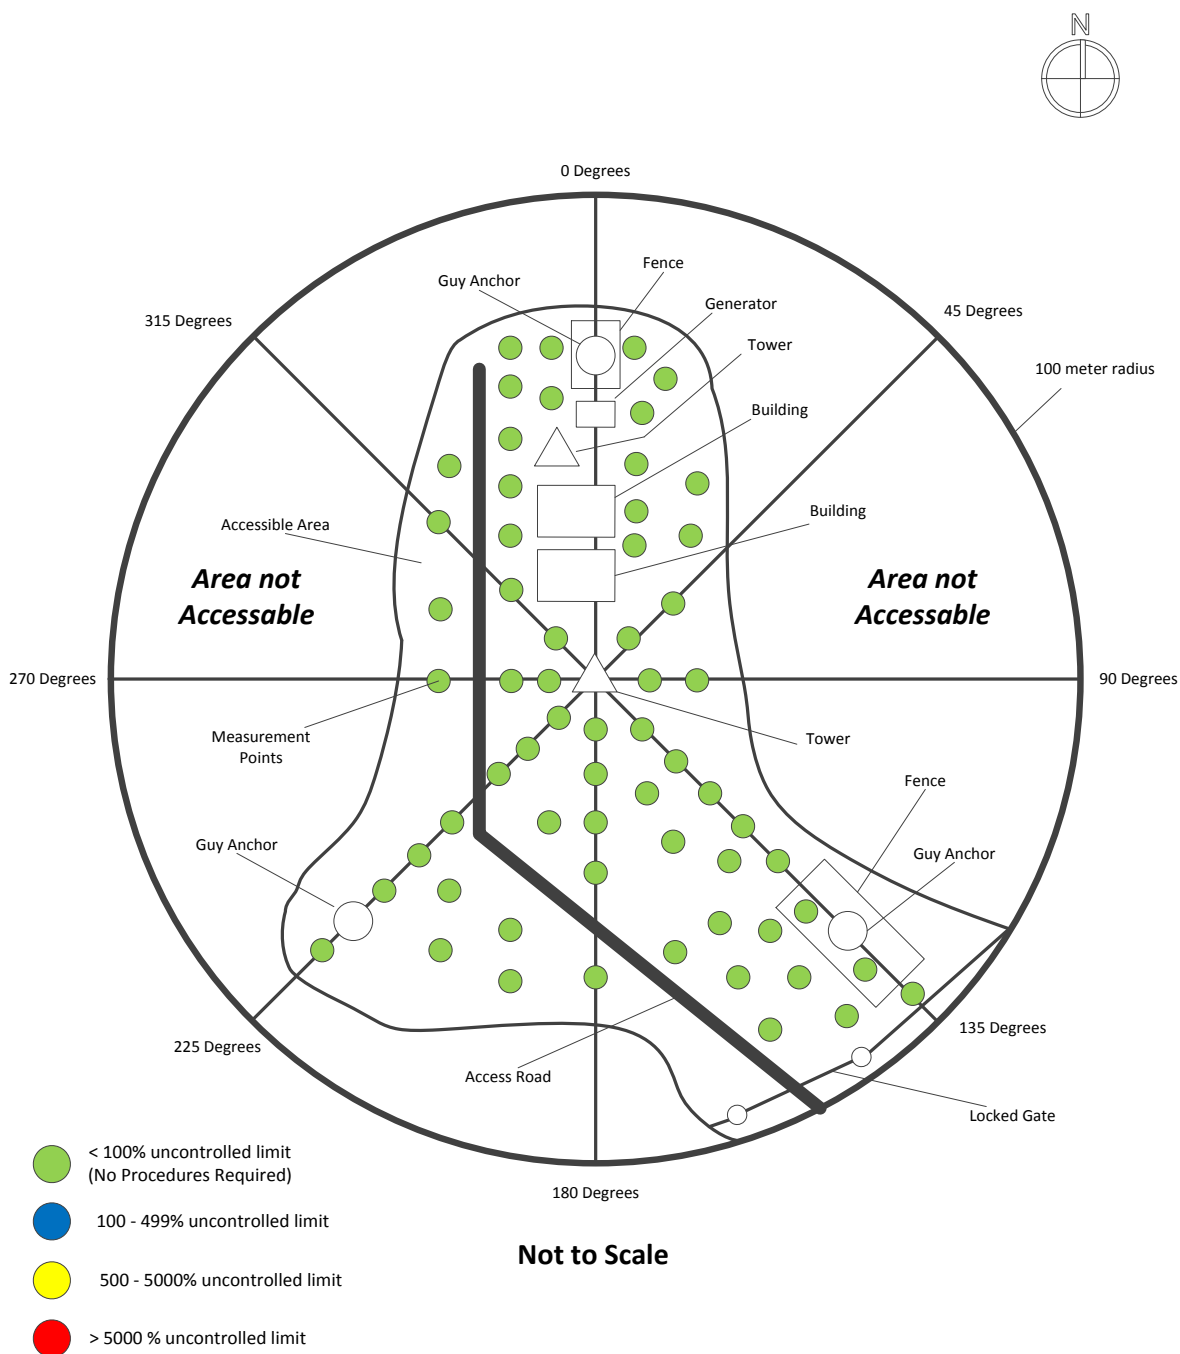 N
0 Degrees
Fence
Guy Anchor
Generator
45 Degrees
315 Degrees
Tower
100 meter radius
Building
Building
Accessible Area
Area not
Accessable
Area not
Accessable
270 Degrees
90 Degrees
Measurement
Points
Tower
Fence
Guy Anchor
Guy Anchor
135 Degrees
225 Degrees
Access Road
Locked Gate
< 100% uncontrolled limit
(No Procedures Required)
180 Degrees
100 - 499% uncontrolled limit
Not to Scale
500 - 5000% uncontrolled limit
> 5000 % uncontrolled limit